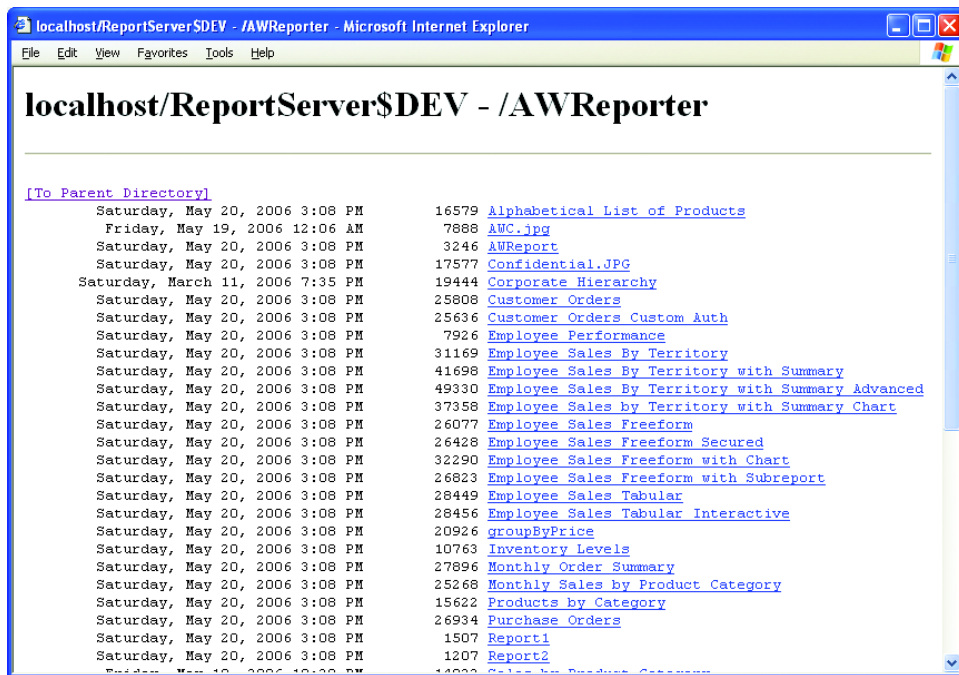 localhost/ReportServer$DEV - /AWReporter - Microsoft Internet Explorer
File Edit View Favorites Tools Help
localhost/ReportServer$DEV - /AWReporter
[To Parent Directory]
Saturday, May 20, 2006 3:08 PM 16579 Alphabetical List of Products
Friday, May 19, 2006 12:06 AM 7888 AWC.jpg
Saturday, May 20, 2006 3:08 PM 3246 AWReport
Saturday, May 20, 2006 3:08 PM 17577 Confidential.JPG
Saturday, March 11, 2006 7:35 PM 19444 Corporate Hierarchy
Saturday, May 20, 2006 3:08 PM 25808 Customer Orders
Saturday, May 20, 2006 3:08 PM 25636 Customer Orders Custom Auth
Saturday, May 20, 2006 3:08 PM 7926 Employee Performance
Saturday, May 20, 2006 3:08 PM 31169 Employee Sales By Territory
Saturday, May 20, 2006 3:08 PM 41698 Employee Sales By Territory with Summary
Saturday, May 20, 2006 3:08 PM 49330 Employee Sales By Territory with Summary Advanced
Saturday, May 20, 2006 3:08 PM 37358 Employee Sales by Territory with Summary Chart
Saturday, May 20, 2006 3:08 PM 26077 Employee Sales Freeform
Saturday, May 20, 2006 3:08 PM 26428 Employee Sales Freeform Secured
Saturday, May 20, 2006 3:08 PM 32290 Employee Sales Freeform with Chart
Saturday, May 20, 2006 3:08 PM 26823 Employee Sales Freeform with Subreport
Saturday, May 20, 2006 3:08 PM 28449 Employee Sales Tabular
Saturday, May 20, 2006 3:08 PM 28456 Employee Sales Tabular Interactive
Saturday, May 20, 2006 3:08 PM 20926 groupByPrice
Saturday, May 20, 2006 3:08 PM 10763 Inventory Levels
Saturday, May 20, 2006 3:08 PM 27896 Monthly Order Summary
Saturday, May 20, 2006 3:08 PM 25268 Monthly Sales by Product Category
Saturday, May 20, 2006 3:08 PM 15622 Products by Category
Saturday, May 20, 2006 3:08 PM 26934 Purchase Orders
Saturday, May 20, 2006 3:08 PM 1507 Report1
Saturday, May 20, 2006 3:08 PM 1207 Report2